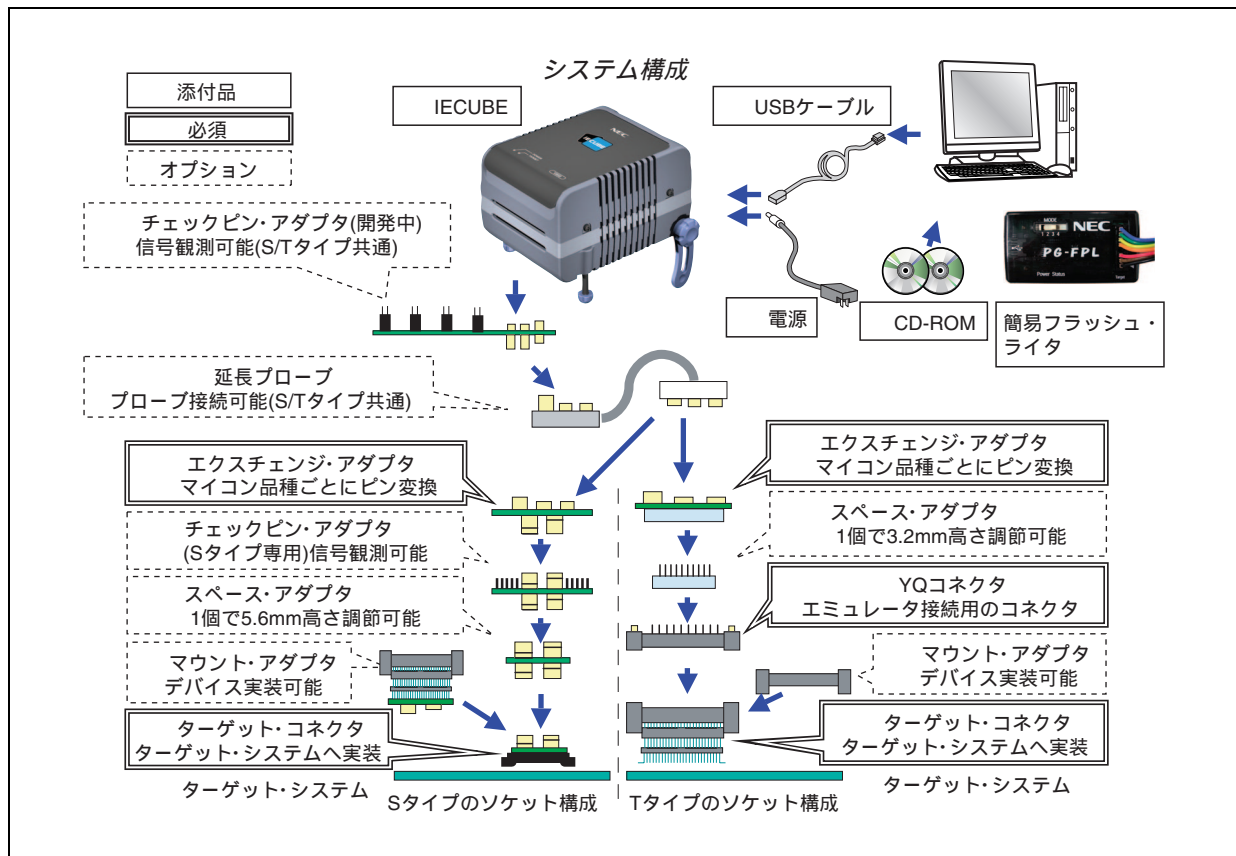 システム構成
添付品
必須
オプション
IECUBE
USBケーブル
NEC
チェックピン・アダプタ(開発中)
信号観測可能(S/Tタイプ共通)
MODE
1 2 3 4
NEC
PG-FPL
Power Status
Target
電源
CD-ROM
簡易フラッシュ・
ライタ
延長プローブ
プローブ接続可能(S/Tタイプ共通)
エクスチェンジ・アダプタ
マイコン品種ごとにピン変換
チェックピン・アダプタ
(Sタイプ専用)信号観測可能
スペース・アダプタ
1個で5.6mm高さ調節可能
マウント・アダプタ
デバイス実装可能
ターゲット・コネクタ
ターゲット・システムへ実装
ターゲット・システム
Sタイプのソケット構成
エクスチェンジ・アダプタ
マイコン品種ごとにピン変換
スペース・アダプタ
1個で3.2mm高さ調節可能
YQコネクタ
エミュレータ接続用のコネクタ
マウント・アダプタ
デバイス実装可能
ターゲット・コネクタ
ターゲット・システムへ実装
Tタイプのソケット構成
ターゲット・システム